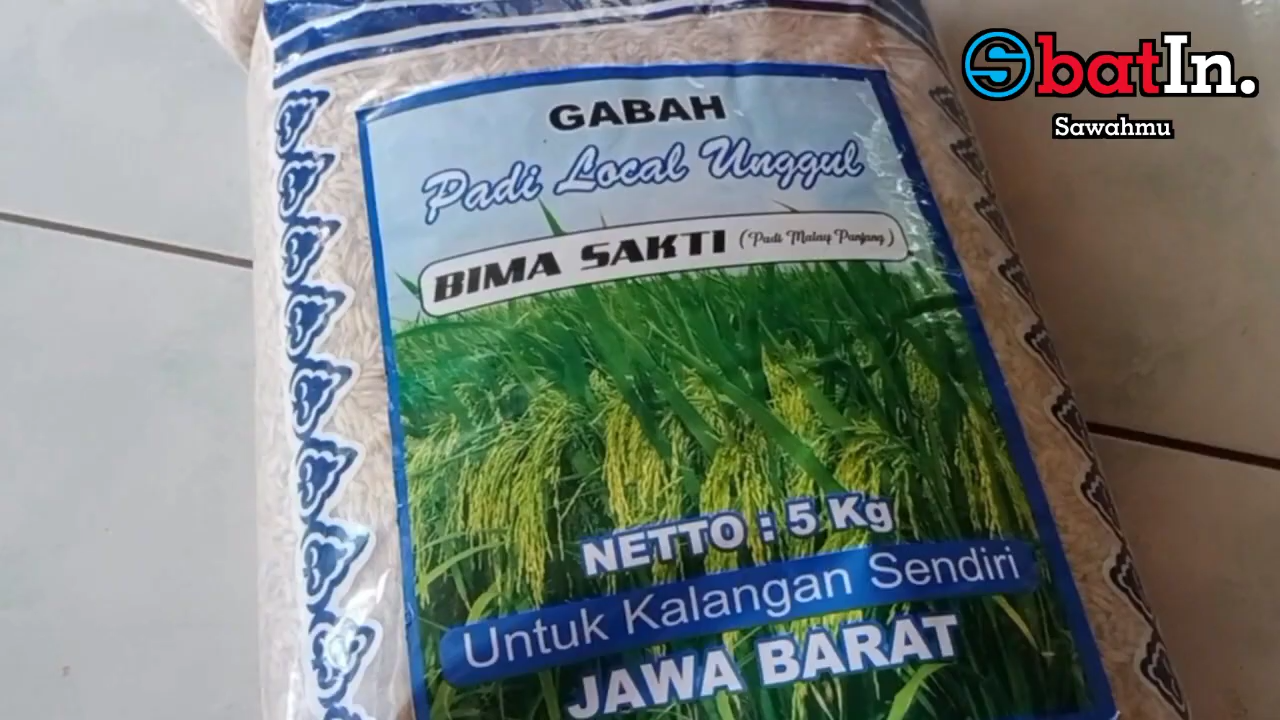 SbatIn.
Sawahmu
GABAH
Padi Local Unggul
BIMA SAKTI (Padi Malay Panjang)
NETTO : 5 Kg
Untuk Kalangan Sendiri
JAWA BARAT